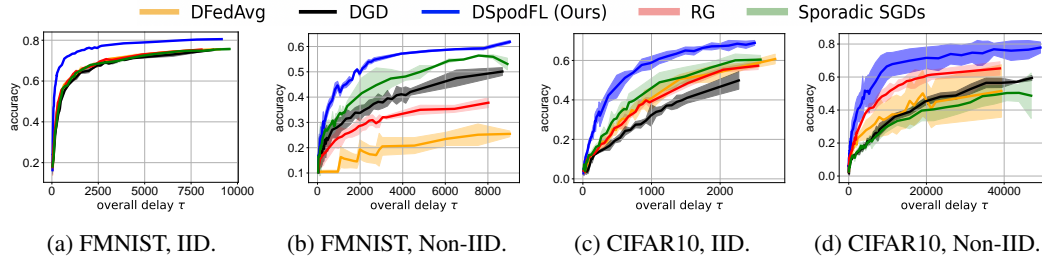 DFedAvg DGD DSpodFL (Ours) RG Sporadic SGDs
accuracy
0.8
0.6
0.4
0.2
0 2500 5000 7500 10000
overall delay τ
(a) FMNIST, IID.
accuracy
0.6
0.5
0.4
0.3
0.2
0.1
0 2000 4000 6000 8000
overall delay τ
(b) FMNIST, Non-IID.
accuracy
0.6
0.4
0.2
0.0
0 1000 2000
overall delay τ
(c) CIFAR10, IID.
accuracy
0.8
0.6
0.4
0.2
0.0
0 20000 40000
overall delay τ
(d) CIFAR10, Non-IID.